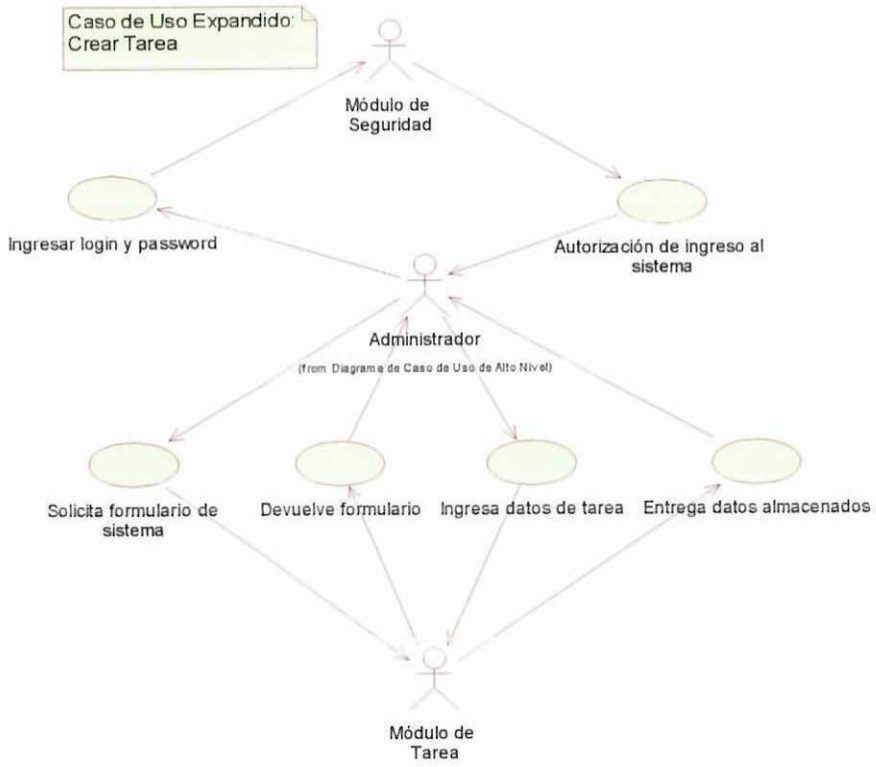 Caso de Uso Expandido:
Crear Tarea
Módulo de
Seguridad
Ingresar login y password
Autorización de ingreso al
sistema
Administrador
(from Diagrama de Caso de Uso de Alto Nivel)
Solicita formulario de
sistema
Devuelve formulario
Ingresa datos de tarea
Entrega datos almacenados
Módulo de
Tarea